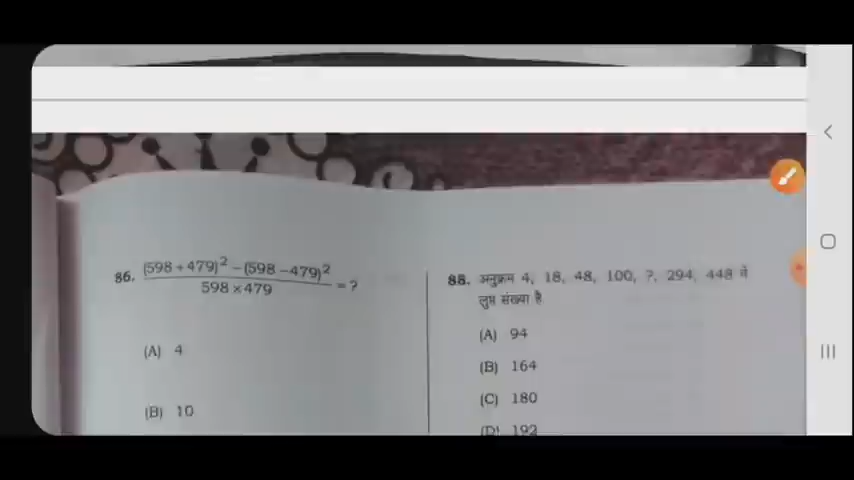 86. (598 + 479)² − (598 − 479)² / 598 × 479 = ?
(A) 4
(B) 10
88. अनुक्रम 4, 18, 48, 100, ?, 294, 448 में
लुप्त संख्या है
(A) 94
(B) 164
(C) 180
(D) 192